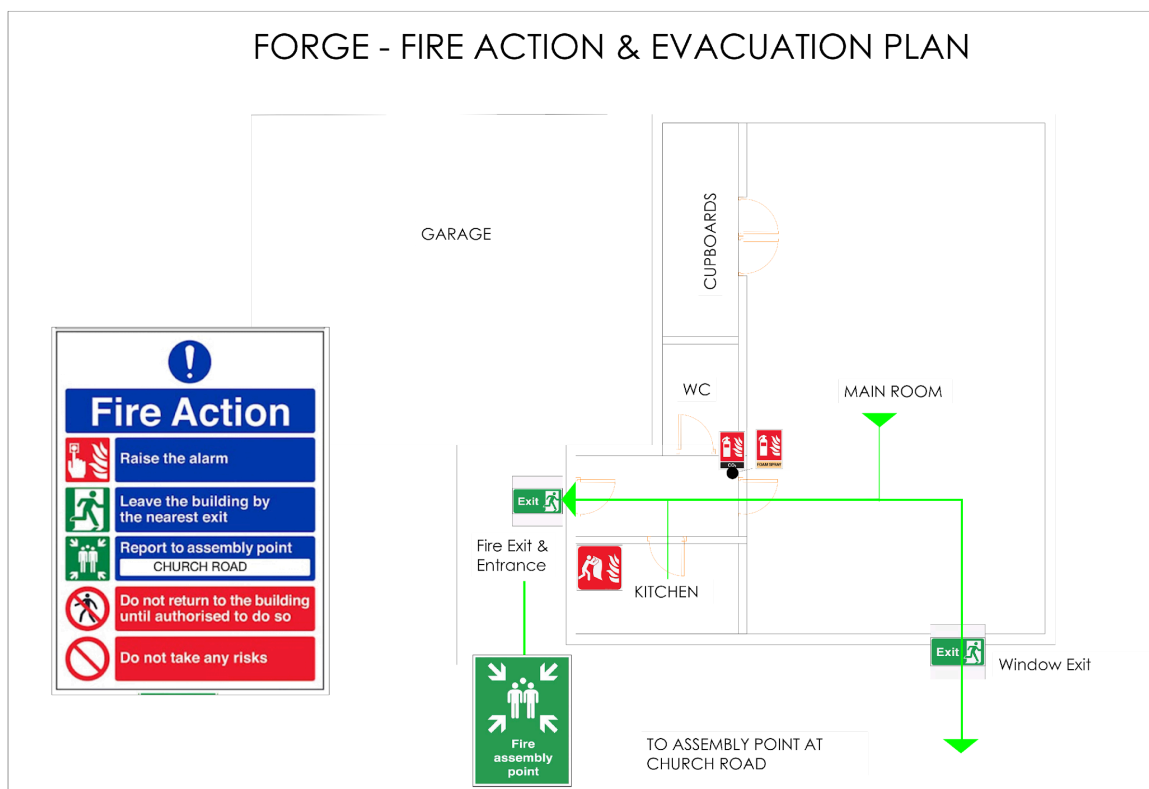 FORGE - FIRE ACTION & EVACUATION PLAN
GARAGE
CUPBOARDS
WC
MAIN ROOM
Fire Action
Raise the alarm
Leave the building by
the nearest exit
Report to assembly point
CHURCH ROAD
Do not return to the building
until authorised to do so
Do not take any risks
CO₂
FOAM SPRAY
Exit
Fire Exit &
Entrance
KITCHEN
Exit
Window Exit
Fire
assembly
point
TO ASSEMBLY POINT AT
CHURCH ROAD